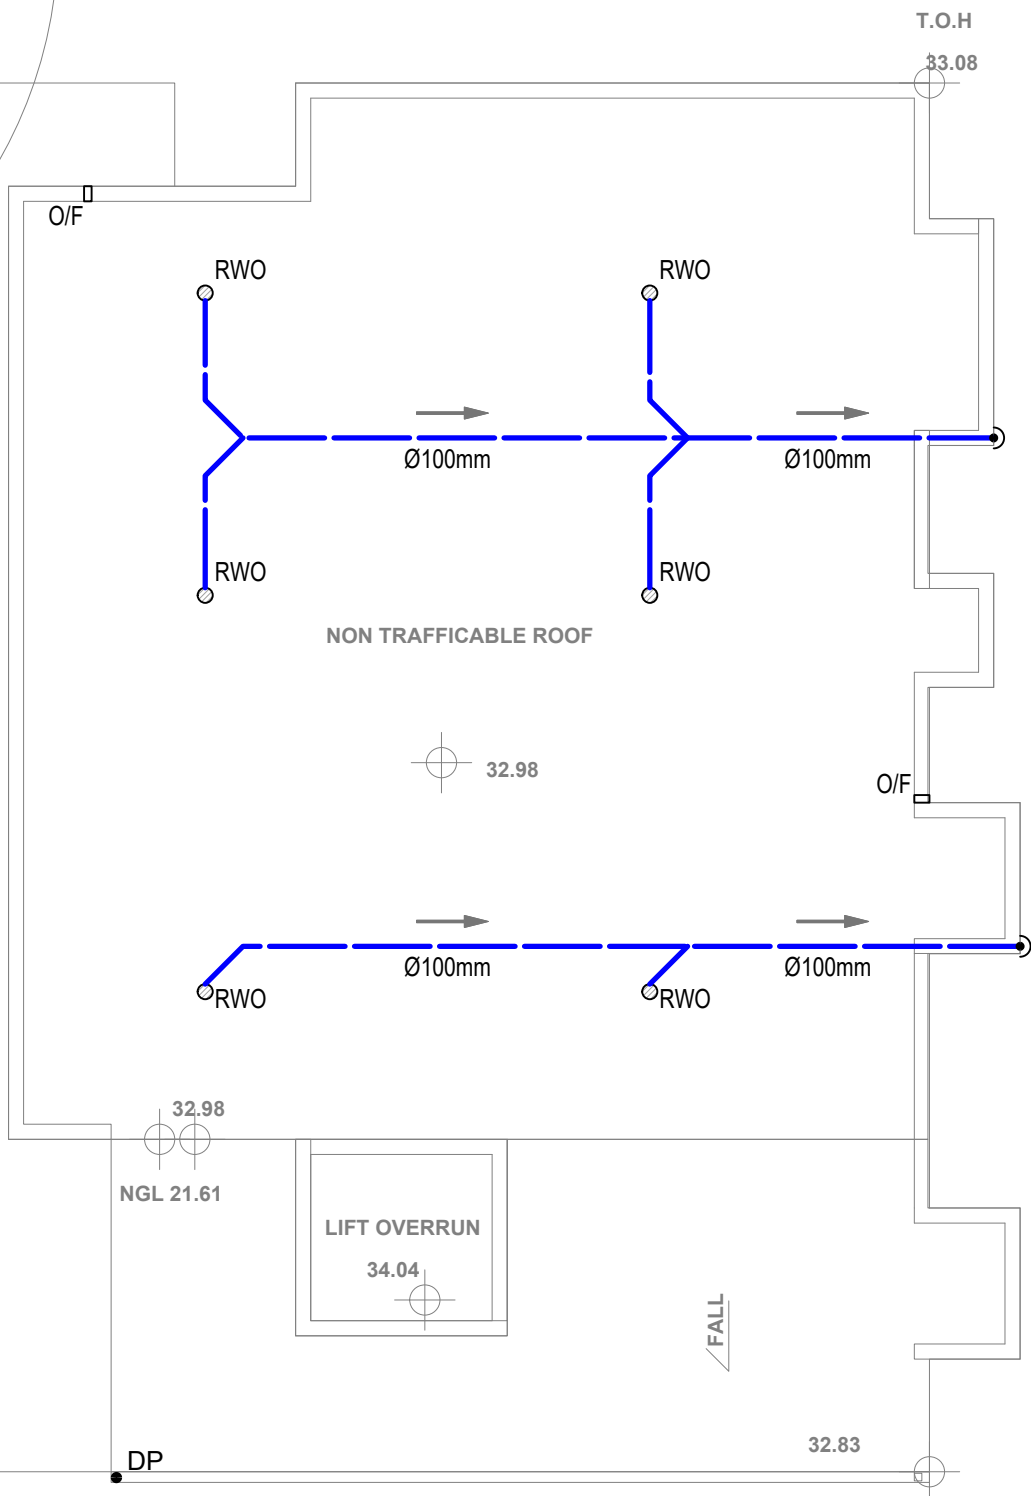 T.O.H
33.08
O/F
RWO
RWO
Ø100mm
Ø100mm
RWO
RWO
NON TRAFFICABLE ROOF
32.98
O/F
Ø100mm
Ø100mm
RWO
RWO
32.98
NGL 21.61
LIFT OVERRUN
34.04
FALL
32.83
DP